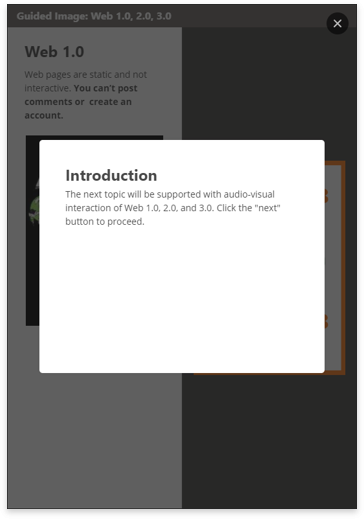 Guided Image: Web 1.0, 2.0, 3.0
Web 1.0
Web pages are static and not
interactive. You can't post
comments or  create an
account.
Introduction
The next topic will be supported with audio-visual
interaction of Web 1.0, 2.0, and 3.0. Click the "next"
button to proceed.